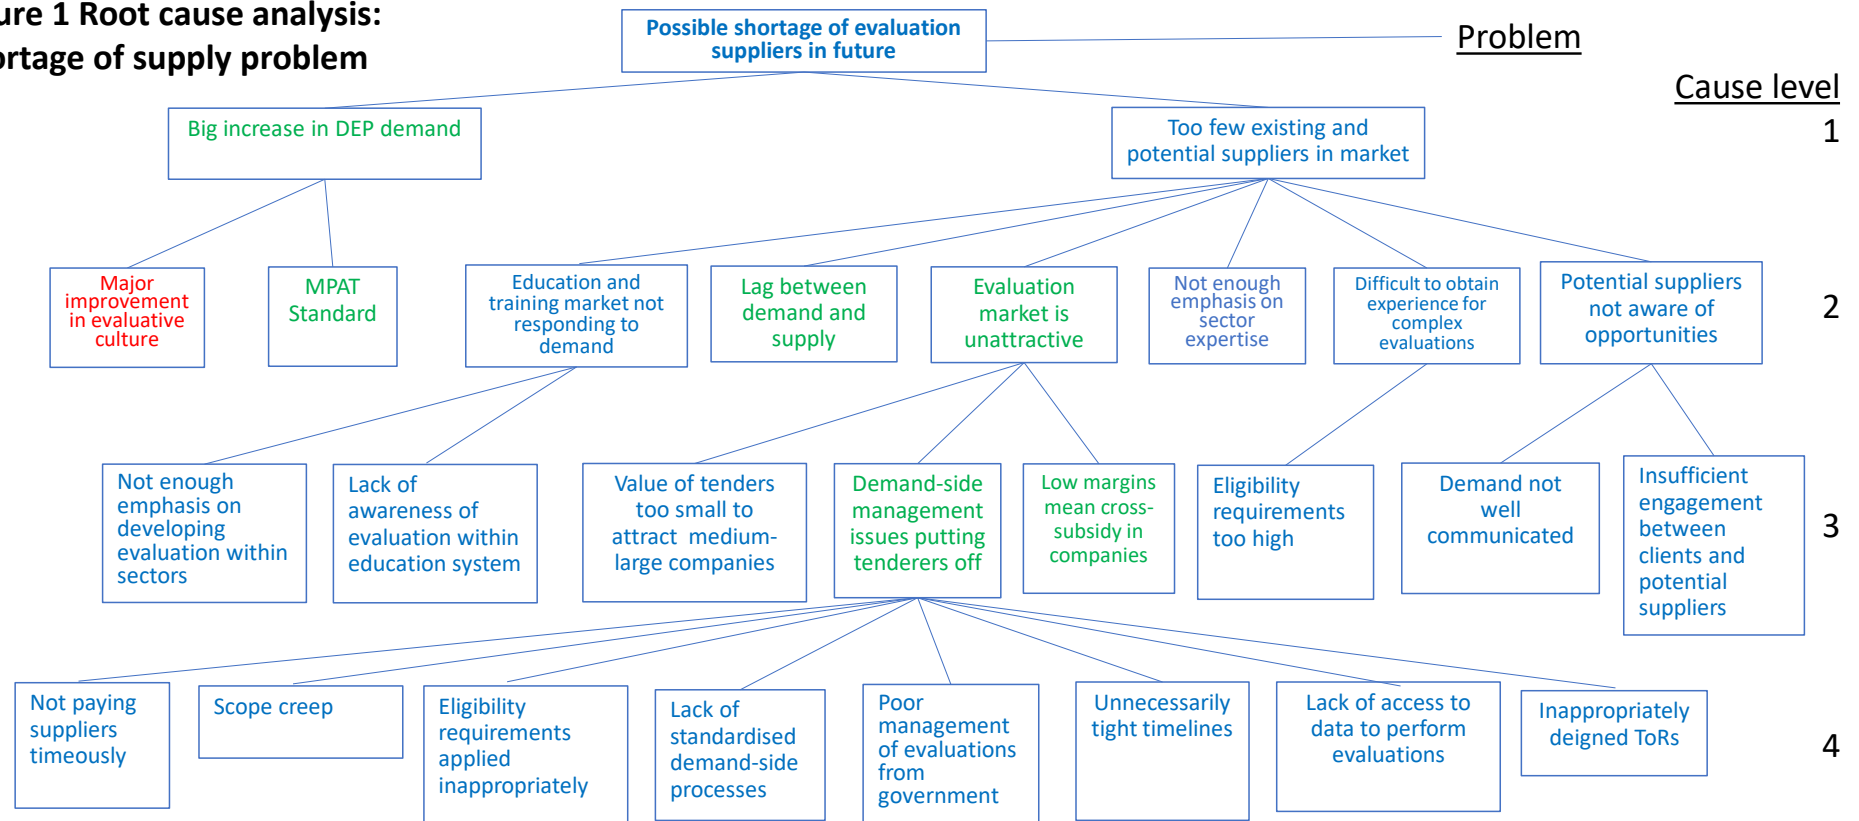 ure 1 Root cause analysis:
ortage of supply problem
Possible shortage of evaluation
suppliers in future
Problem
Cause level
Big increase in DEP demand
Too few existing and
potential suppliers in market
1
Major
improvement
in evaluative
culture
MPAT
Standard
Education and
training market not
responding to
demand
Lag between
demand and
supply
Evaluation
market is
unattractive
Not enough
emphasis on
sector
expertise
Difficult to obtain
experience for
complex
evaluations
Potential suppliers
not aware of
opportunities
2
Not enough
emphasis on
developing
evaluation within
sectors
Lack of
awareness of
evaluation within
education system
Value of tenders
too small to
attract medium-
large companies
Demand-side
management
issues putting
tenderers off
Low margins
mean cross-
subsidy in
companies
Eligibility
requirements
too high
Demand not
well
communicated
Insufficient
engagement
between
clients and
potential
suppliers
3
Not paying
suppliers
timeously
Scope creep
Eligibility
requirements
applied
inappropriately
Lack of
standardised
demand-side
processes
Poor
management
of evaluations
from
government
Unnecessarily
tight timelines
Lack of access to
data to perform
evaluations
Inappropriately
deigned ToRs
4